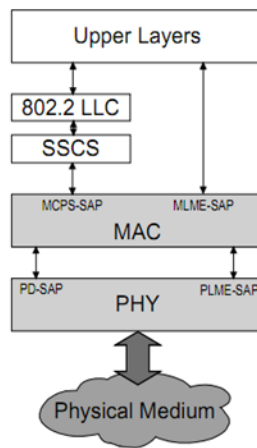 Upper Layers
802.2 LLC
SSCS
MCPS-SAP MLME-SAP
MAC
PD-SAP PLME-SAP
PHY
Physical Medium